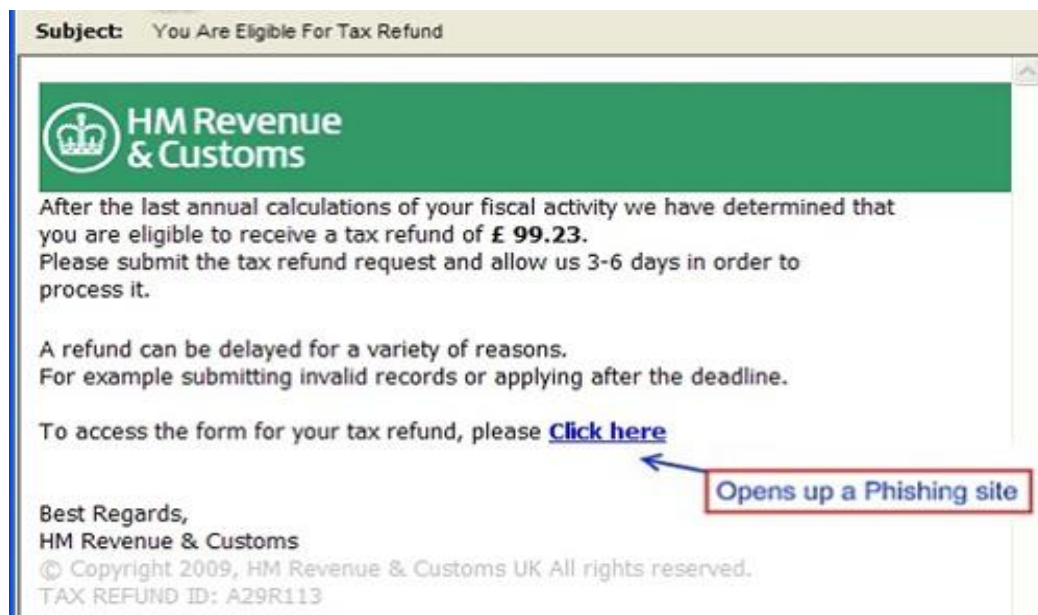 Subject: You Are Eligible For Tax Refund
HM Revenue
& Customs
After the last annual calculations of your fiscal activity we have determined that
you are eligible to receive a tax refund of £ 99.23.
Please submit the tax refund request and allow us 3-6 days in order to
process it.
A refund can be delayed for a variety of reasons.
For example submitting invalid records or applying after the deadline.
To access the form for your tax refund, please Click here
Opens up a Phishing site
Best Regards,
HM Revenue & Customs
© Copyright 2009, HM Revenue & Customs UK All rights reserved.
TAX REFUND ID: A29R113